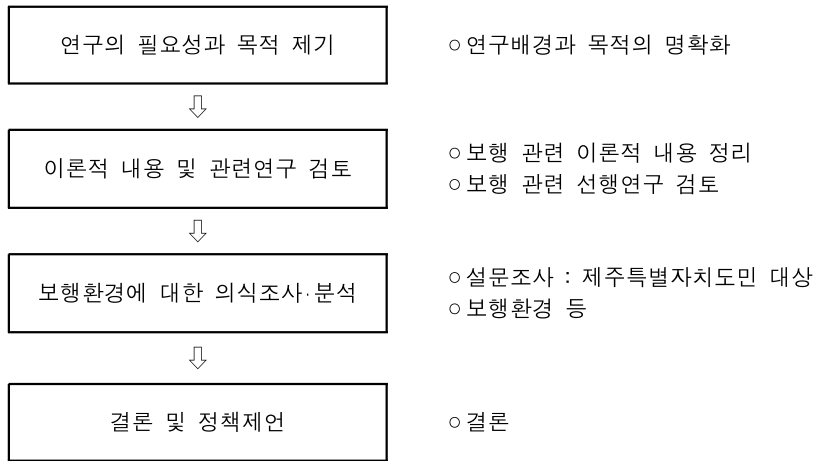 연구의 필요성과 목적 제기
○연구배경과 목적의 명확화
이론적 내용 및 관련연구 검토
○보행 관련 이론적 내용 정리
○보행 관련 선행연구 검토
보행환경에 대한 의식조사·분석
○설문조사 : 제주특별자치도민 대상
○보행환경 등
결론 및 정책제언
○결론